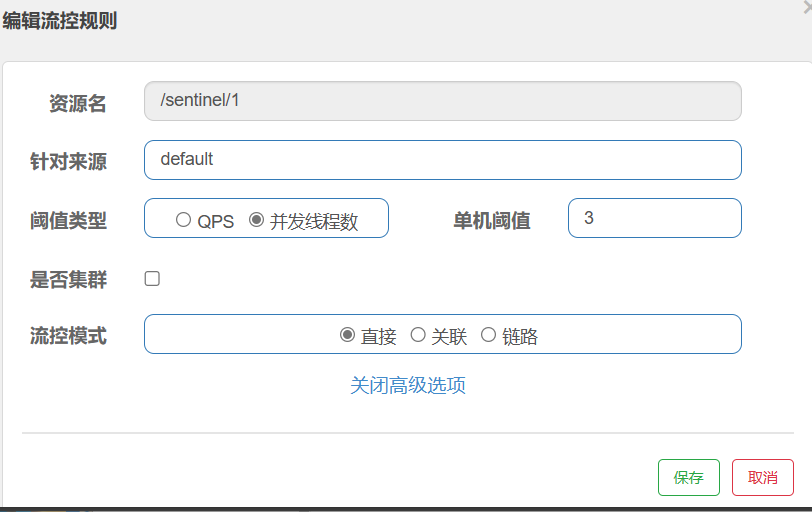 编辑流控规则
资源名 /sentinel/1
针对来源 default
阈值类型 QPS 并发线程数 单机阈值 3
是否集群
流控模式 直接 关联 链路
关闭高级选项
保存 取消